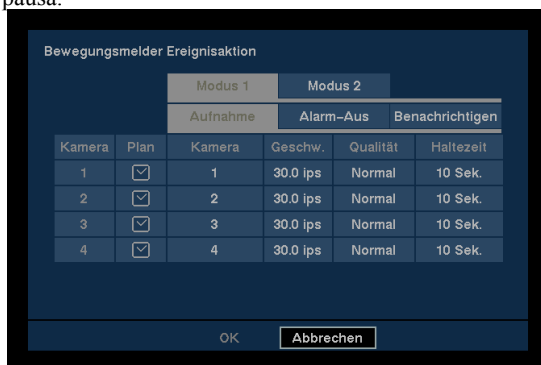 pausa.
Bewegungsmelder Ereignisaktion
Modus 1 Modus 2
Aufnahme Alarm-Aus Benachrichtigen
Kamera Plan Kamera Geschw. Qualität Haltezeit
1 1 30.0 ips Normal 10 Sek.
2 2 30.0 ips Normal 10 Sek.
3 3 30.0 ips Normal 10 Sek.
4 4 30.0 ips Normal 10 Sek.
OK Abbrechen